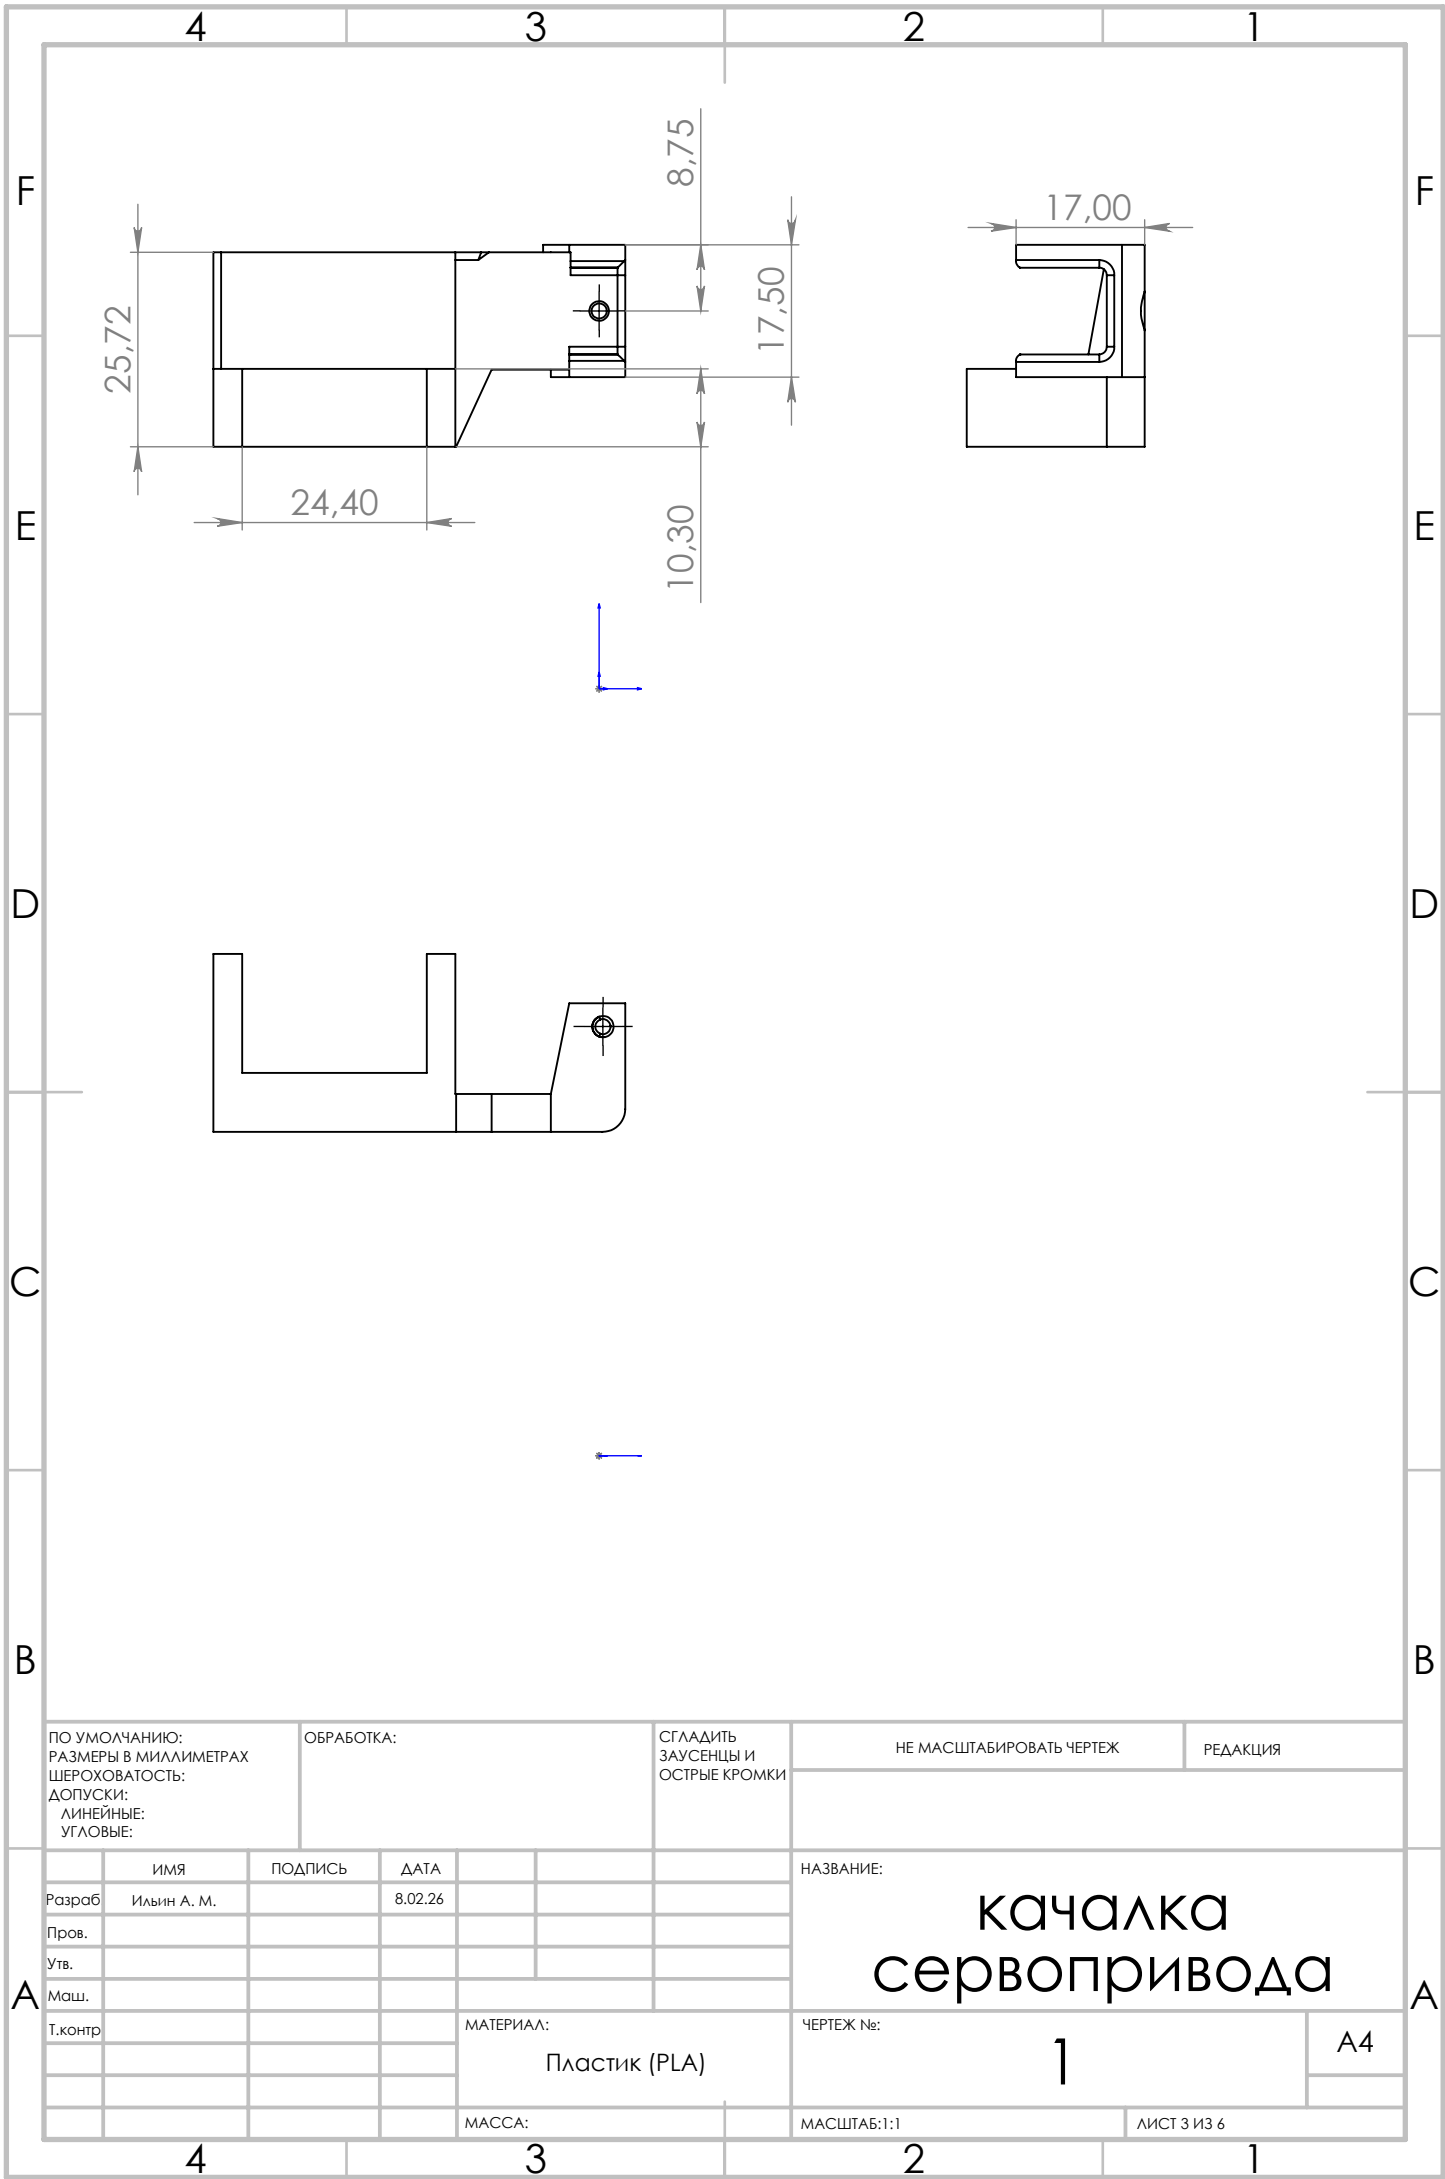 4 3 2 1
8,75
F F
17,00
17,50
25,72
24,40
E E
10,30
D D
C C
B B
ПО УМОЛЧАНИЮ:
РАЗМЕРЫ В МИЛЛИМЕТРАХ
ШЕРОХОВАТОСТЬ:
ДОПУСКИ:
ЛИНЕЙНЫЕ:
УГЛОВЫЕ:
ОБРАБОТКА:
СГЛАДИТЬ
ЗАУСЕНЦЫ И
ОСТРЫЕ КРОМКИ
НЕ МАСШТАБИРОВАТЬ ЧЕРТЕЖ
РЕДАКЦИЯ
ИМЯ ПОДПИСЬ ДАТА
Разраб Ильин А. М. 8.02.26
Пров.
Утв.
Маш.
Т.контр
НАЗВАНИЕ:
качалка
сервопривода
A A
МАТЕРИАЛ:
Пластик (PLA)
ЧЕРТЕЖ №:
1
A4
МАССА:
МАСШТАБ:1:1
ЛИСТ 3 ИЗ 6
4 3 2 1